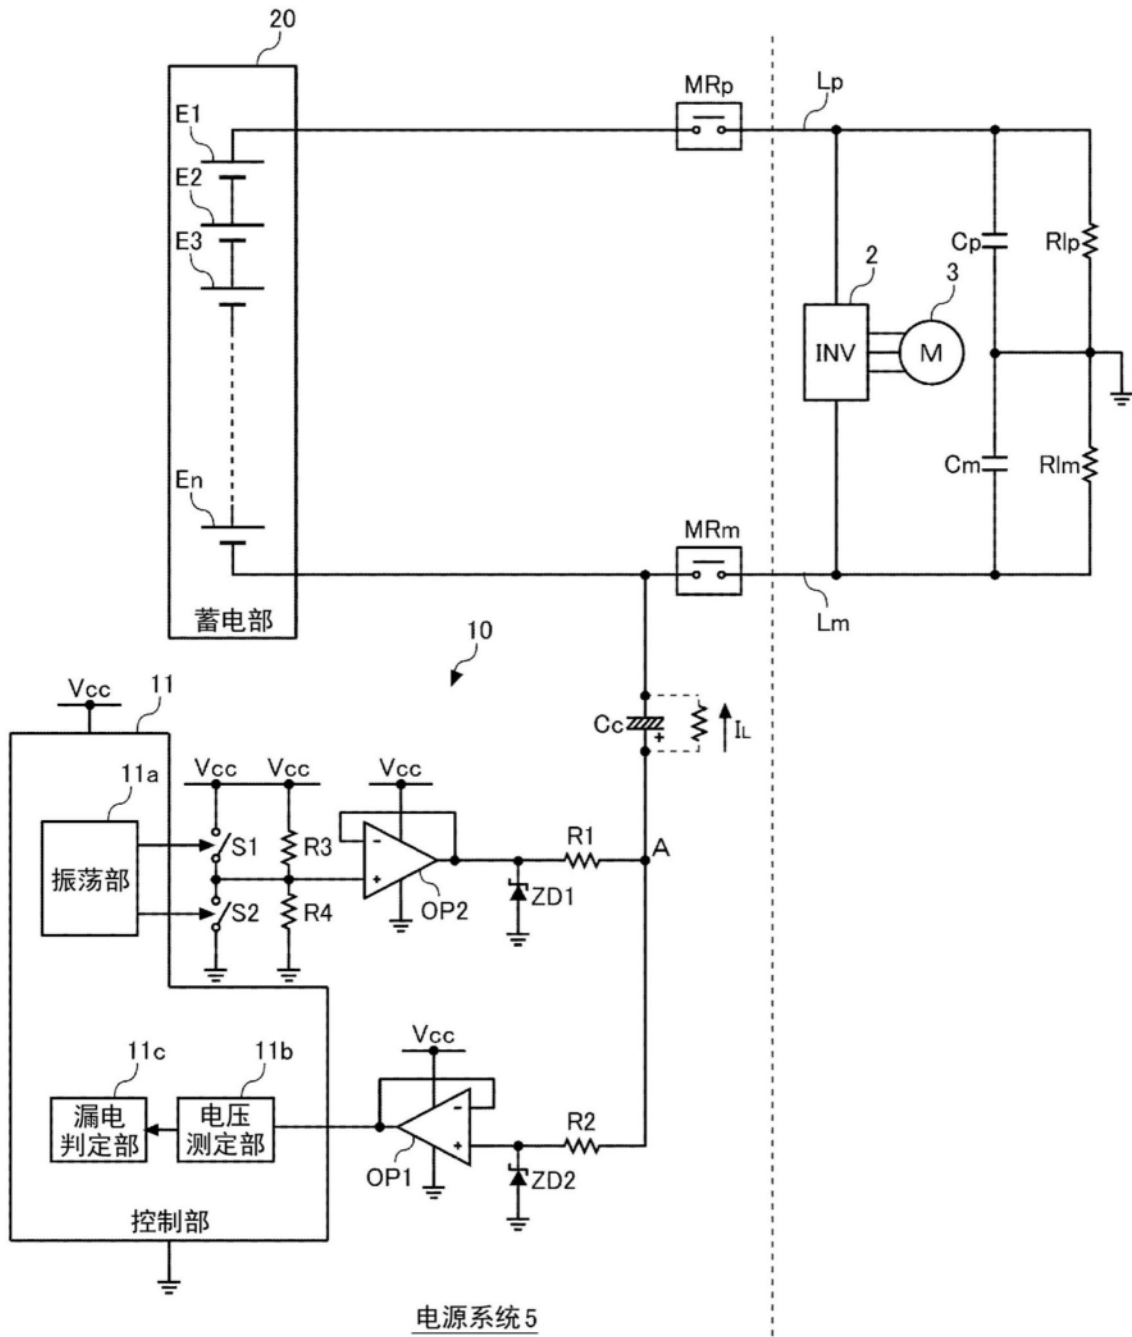 20
MRp
Lp
E1
E2
E3
Cp
Rlp
2
3
INV
M
Cm
Rlm
En
MRm
Lm
蓄电部
10
Vcc
11
Cc
+
IL
11a
Vcc
Vcc
Vcc
振荡部
S1
R3
-
+
R1
A
S2
R4
OP2
ZD1
Vcc
11c
11b
漏电
判定部
电压
测定部
-
+
R2
OP1
ZD2
控制部
电源系统5